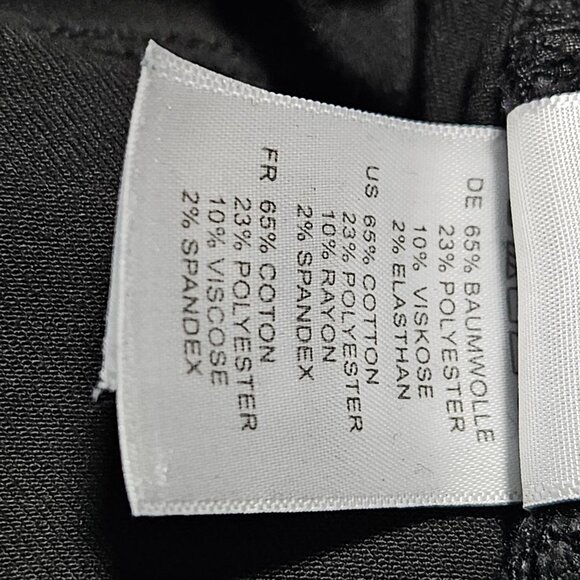 DE 65% BAUMWOLLE
23% POLYESTER
10% VISKOSE
2% ELASTHAN
US 65% COTTON
23% POLYESTER
10% RAYON
2% SPANDEX
FR 65% COTON
23% POLYESTER
10% VISCOSE
2% SPANDEX